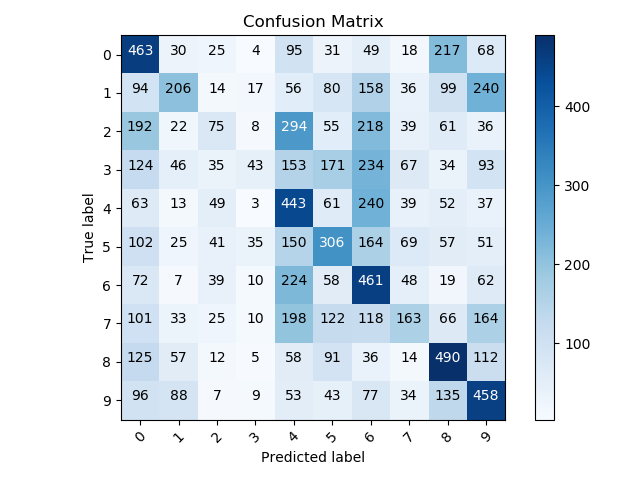 Confusion Matrix
0 463 30 25 4 95 31 49 18 217 68
1 94 206 14 17 56 80 158 36 99 240
2 192 22 75 8 294 55 218 39 61 36
3 124 46 35 43 153 171 234 67 34 93
4 63 13 49 3 443 61 240 39 52 37
5 102 25 41 35 150 306 164 69 57 51
6 72 7 39 10 224 58 461 48 19 62
7 101 33 25 10 198 122 118 163 66 164
8 125 57 12 5 58 91 36 14 490 112
9 96 88 7 9 53 43 77 34 135 458
0 1 2 3 4 5 6 7 8 9
True label
Predicted label
400
300
200
100